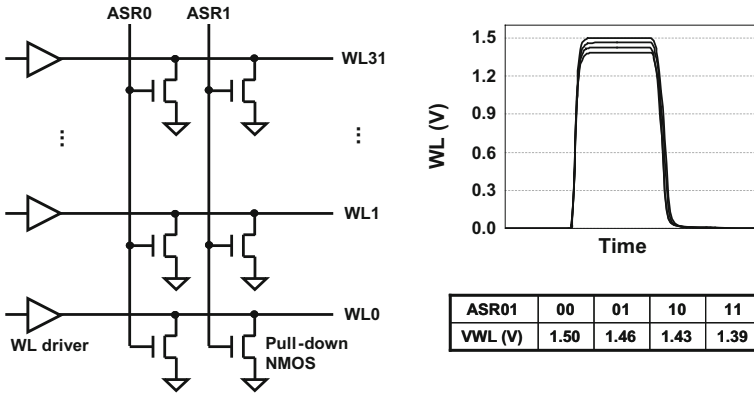 ASR0 ASR1
WL31
...
...
WL1
WL0
WL driver
Pull-down
NMOS
WL (V)
1.5
1.2
0.9
0.6
0.3
0.0
Time
ASR01 00 01 10 11
VWL (V) 1.50 1.46 1.43 1.39